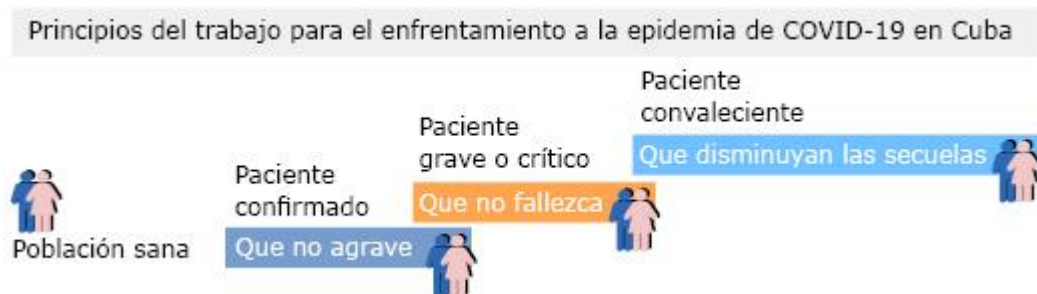 Principios del trabajo para el enfrentamiento a la epidemia de COVID-19 en Cuba
Población sana
Paciente
confirmado
Que no agrave
Paciente
grave o crítico
Que no fallezca
Paciente
convaleciente
Que disminuyan las secuelas